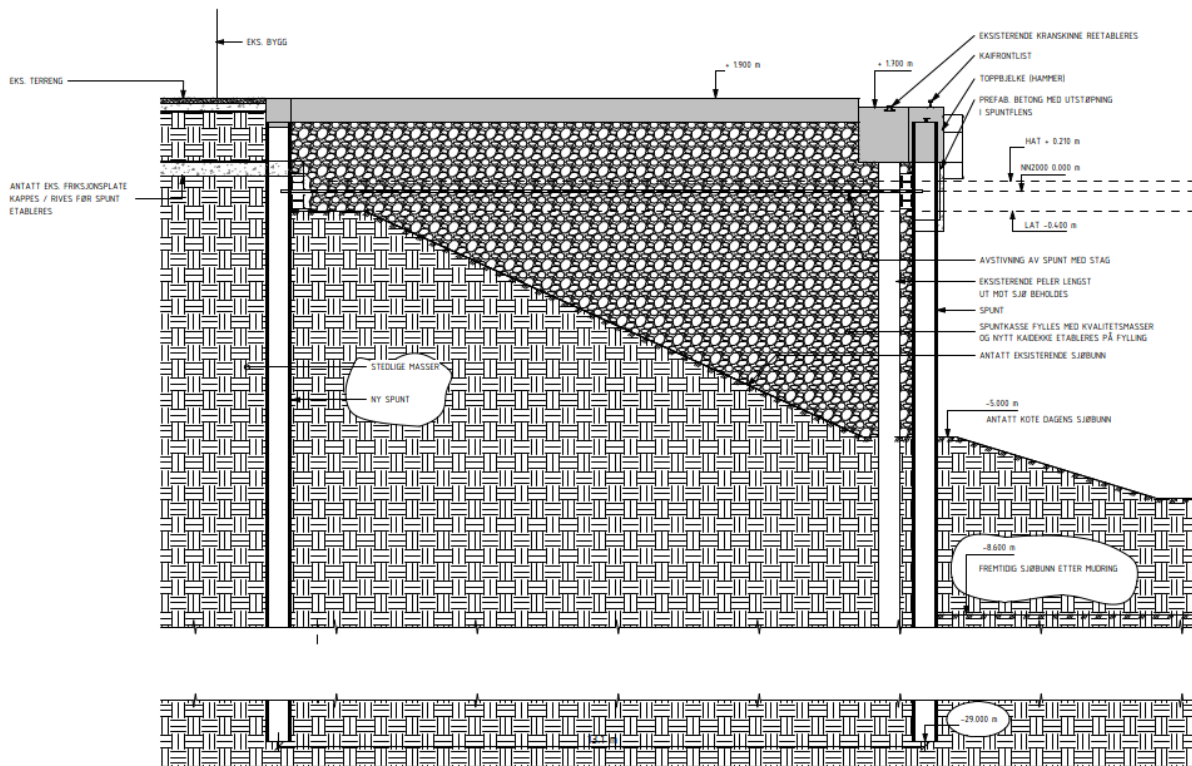 EKS. BYGG
EKSISTERENDE KRANSKINNE REETABLERES
KAIFRONTLIST
+ 1.900 m
+ 1.700 m
EKS. TERRENG
TOPPBJELKE (HAMMER)
PREFAB. BETONG MED UTSTØPNING
I SPUNTFLENS
HAT + 0.210 m
NN2000 0.000 m
ANTATT EKS. FRIKSJONSPLATE
KAPPES / RIVES FØR SPUNT
ETABLERES
LAT -0.400 m
AVSTIVNING AV SPUNT MED STAG
EKSISTERENDE PELER LENGST
UT MOT SJØ BEHOLDES
SPUNT
SPUNTKASSE FYLLES MED KVALITETSMASSER
OG NYTT KAIDEKKE ETABLERES PÅ FYLLING
ANTATT EKSISTERENDE SJØBUNN
STEDLIGE MASSER
NY SPUNT
-5.000 m
ANTATT KOTE DAGENS SJØBUNN
-8.600 m
FREMTIDIG SJØBUNN ETTER MUDRING
-29.000 m
13.1 m